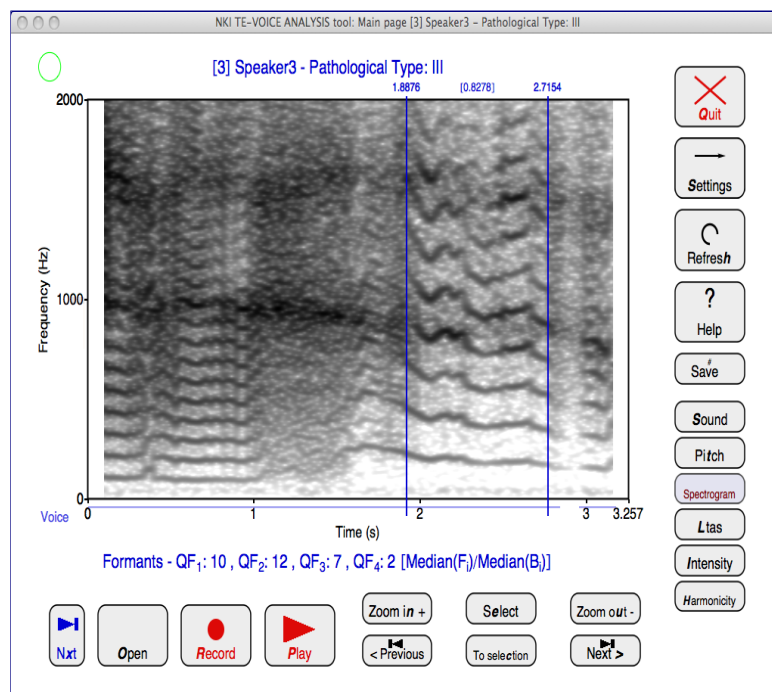 NKI TE-VOICE ANALYSIS tool: Main page [3] Speaker3 – Pathological Type: III
[3] Speaker3 - Pathological Type: III
1.8876 [0.8278] 2.7154
2000
1000
0
Frequency (Hz)
Voice
0 1 2 3 3.257
Time (s)
Formants - QF₁: 10 , QF₂: 12 , QF₃: 7 , QF₄: 2 [Median(Fᵢ)/Median(Bᵢ)]
Quit
Settings
Refresh
?
Help
#
Save
Sound
Pitch
Spectrogram
Ltas
Intensity
Harmonicity
Nxt
Open
Record
Play
Zoom in +
Select
Zoom out -
< Previous
To selection
Next >